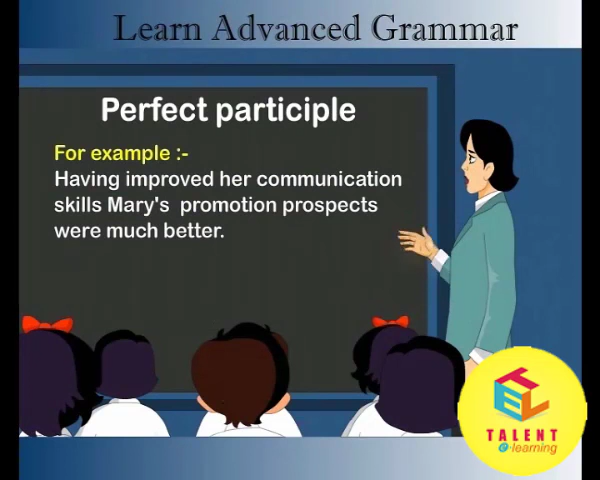 Learn Advanced Grammar
Perfect participle
For example :-
Having improved her communication
skills Mary's promotion prospects
were much better.
TEL
TALENT
e-learning